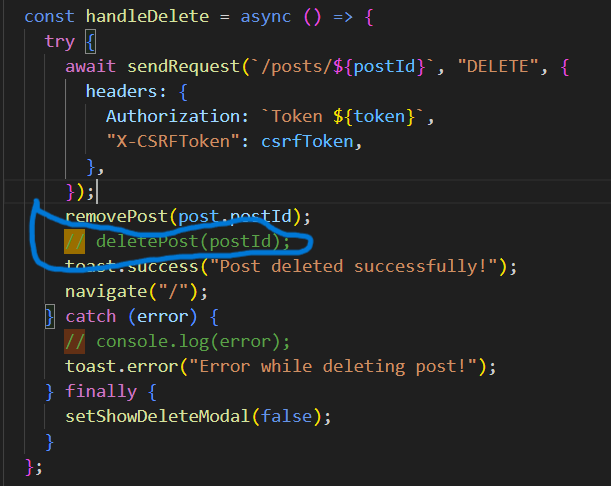 const handleDelete = async () => {
try {
await sendRequest(`/posts/${postId}`, "DELETE", {
headers: {
Authorization: `Token ${token}`,
"X-CSRFToken": csrfToken,
},
});
removePost(post.postId);
// deletePost(postId);
toast.success("Post deleted successfully!");
navigate("/");
} catch (error) {
// console.log(error);
toast.error("Error while deleting post!");
} finally {
setShowDeleteModal(false);
}
};